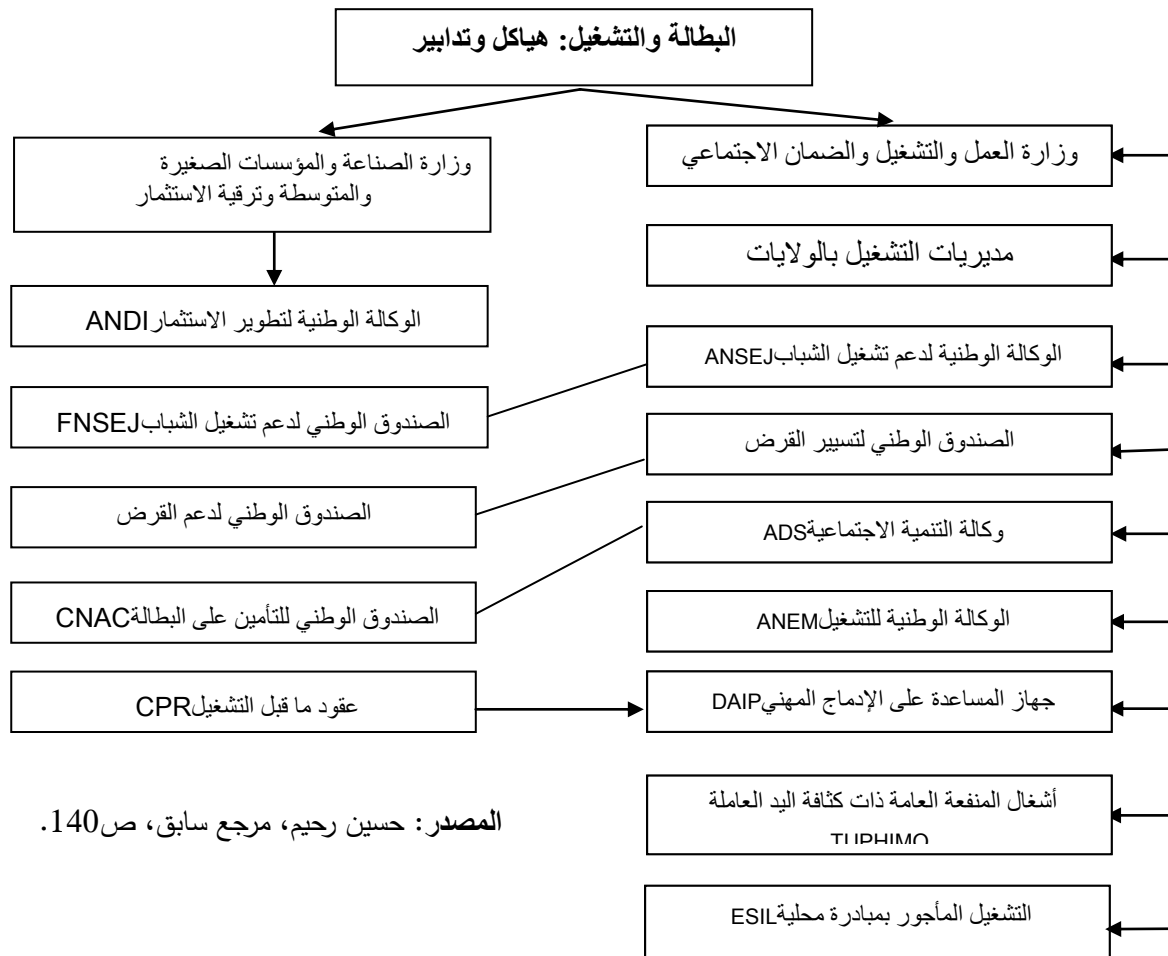 البطالة والتشغيل: هياكل وتدابير
وزارة العمل والتشغيل والضمان الاجتماعي
وزارة الصناعة والمؤسسات الصغيرة
والمتوسطة وترقية الاستثمار
مديريات التشغيل بالولايات
الوكالة الوطنية لتطوير الاستثمارANDI
الوكالة الوطنية لدعم تشغيل الشبابANSEJ
الصندوق الوطني لدعم تشغيل الشبابFNSEJ
الصندوق الوطني لتسيير القرض
الصندوق الوطني لدعم القرض
وكالة التنمية الاجتماعيةADS
الصندوق الوطني للتأمين على البطالةCNAC
الوكالة الوطنية للتشغيلANEM
جهاز المساعدة على الإدماج المهنيDAIP
عقود ما قبل التشغيلCPR
أشغال المنفعة العامة ذات كثافة اليد العاملة
TUPHIMO
المصدر: حسين رحيم، مرجع سابق، ص140.
التشغيل المأجور بمبادرة محليةESIL